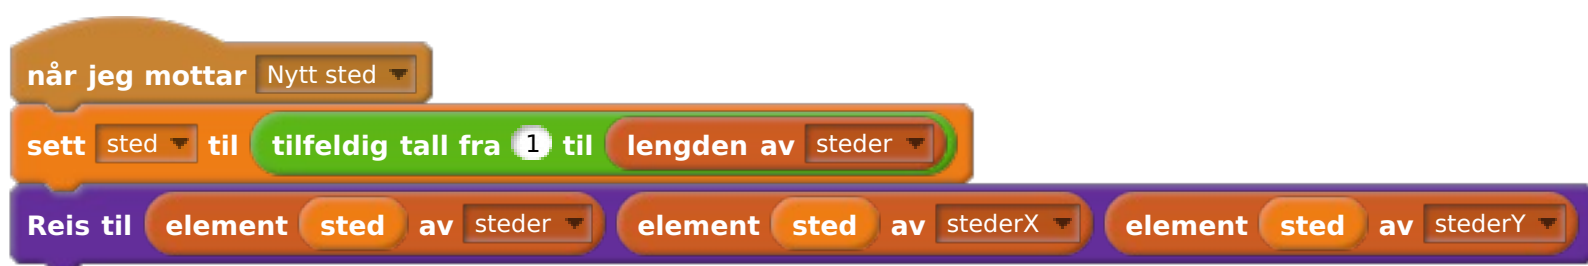 når jeg mottar Nytt sted
sett sted til tilfeldig tall fra 1 til lengden av steder
Reis til element sted av steder element sted av stederX element sted av stederY